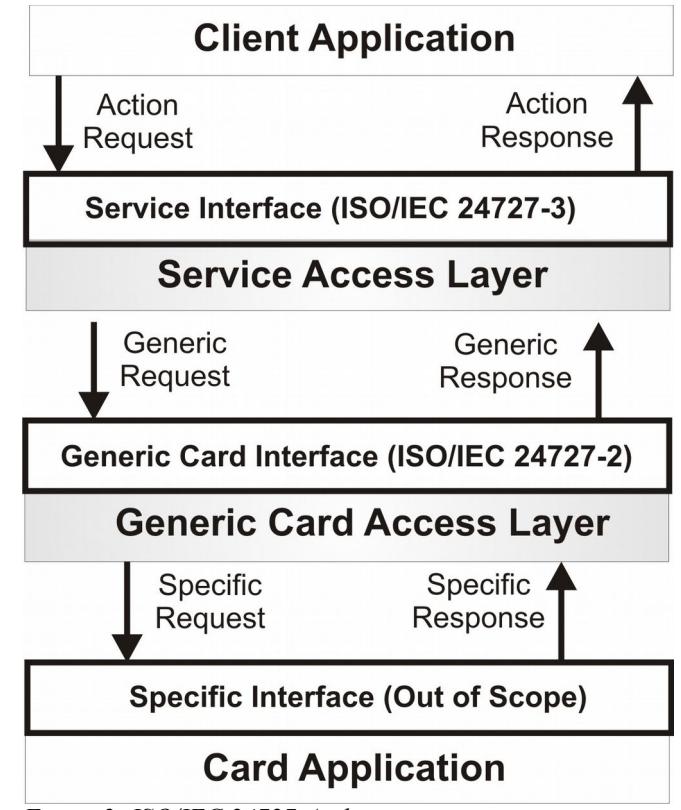 Client Application
Action
Request
Action
Response
Service Interface (ISO/IEC 24727-3)
Service Access Layer
Generic
Request
Generic
Response
Generic Card Interface (ISO/IEC 24727-2)
Generic Card Access Layer
Specific
Request
Specific
Response
Specific Interface (Out of Scope)
Card Application